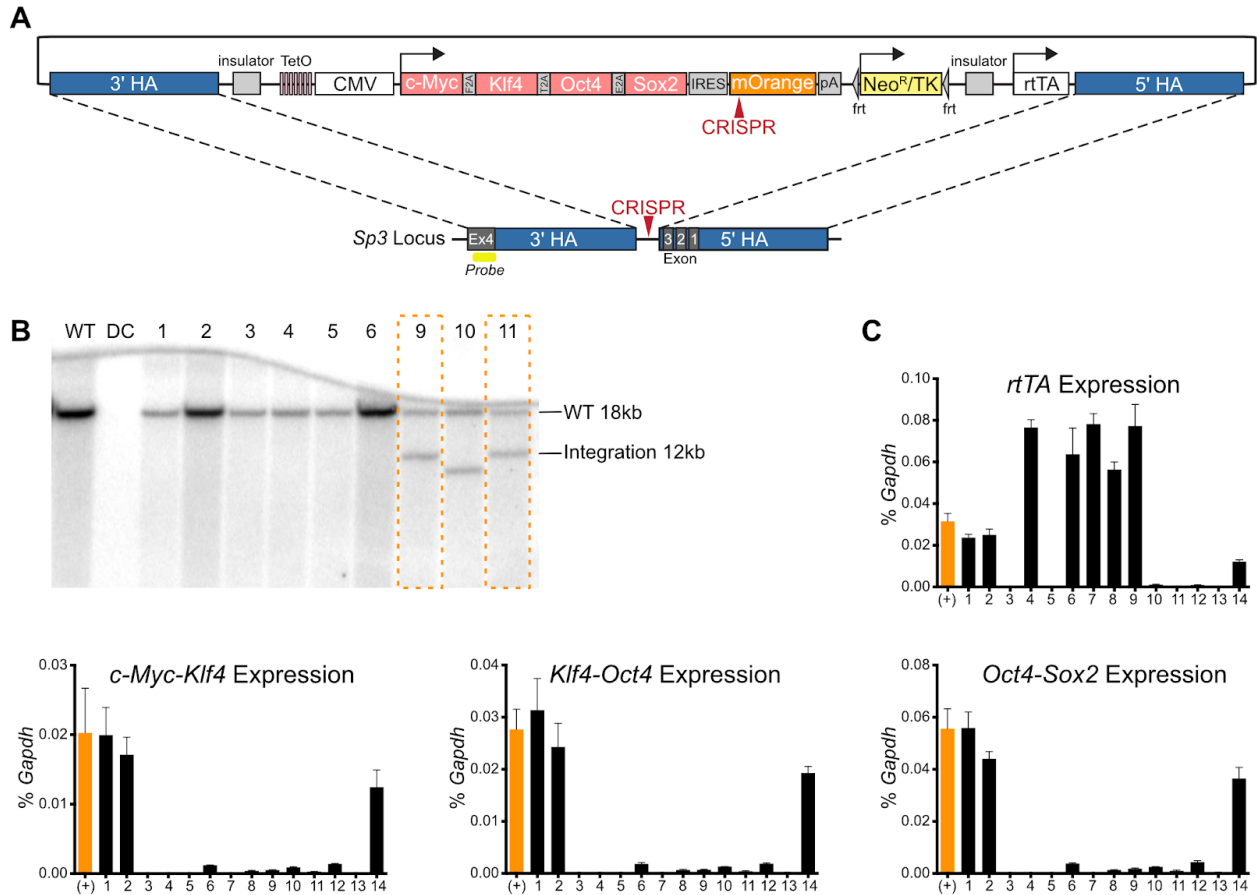 A
insulator TetO insulator
3' HA CMV c-Myc F2A Klf4 T2A Oct4 E2A Sox2 IRES mOrange pA Neoᴿ/TK rtTA 5' HA
frt frt
CRISPR
CRISPR
Sp3 Locus Ex4 3' HA 3 2 1 5' HA
Probe Exon
B
WT DC 1 2 3 4 5 6 9 10 11
WT 18kb
Integration 12kb
C
rtTA Expression
% Gapdh
0.10
0.08
0.06
0.04
0.02
0.00
(+) 1 2 3 4 5 6 7 8 9 10 11 12 13 14
c-Myc-Klf4 Expression
% Gapdh
0.03
0.02
0.01
0.00
(+) 1 2 3 4 5 6 7 8 9 10 11 12 13 14
Klf4-Oct4 Expression
% Gapdh
0.04
0.03
0.02
0.01
0.00
(+) 1 2 3 4 5 6 7 8 9 10 11 12 13 14
Oct4-Sox2 Expression
% Gapdh
0.08
0.06
0.04
0.02
0.00
(+) 1 2 3 4 5 6 7 8 9 10 11 12 13 14